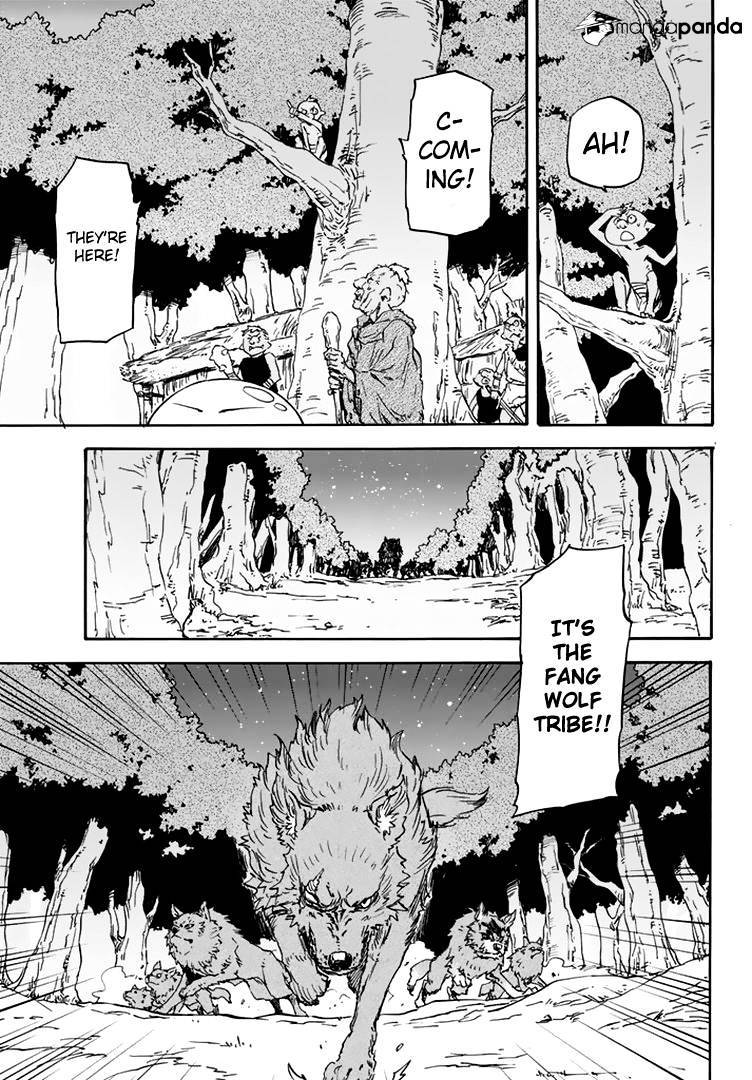 mangapanda
AH!
C-
COM-
ING!
THEY'RE
HERE!
IT'S
THE
FANG
WOLF
TRIBE!!